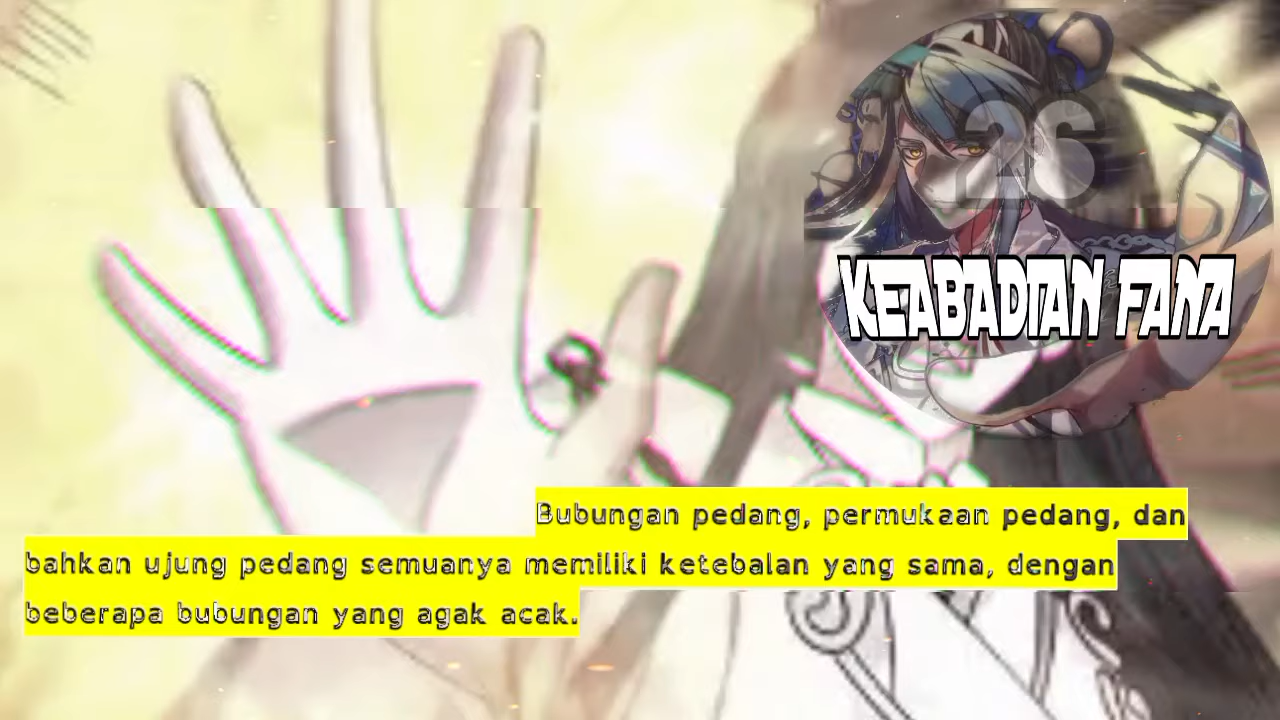 26
KEABADIAN FANA
Bubungan pedang, permukaan pedang, dan
bahkan ujung pedang semuanya memiliki ketebalan yang sama, dengan
beberapa bubungan yang agak acak.